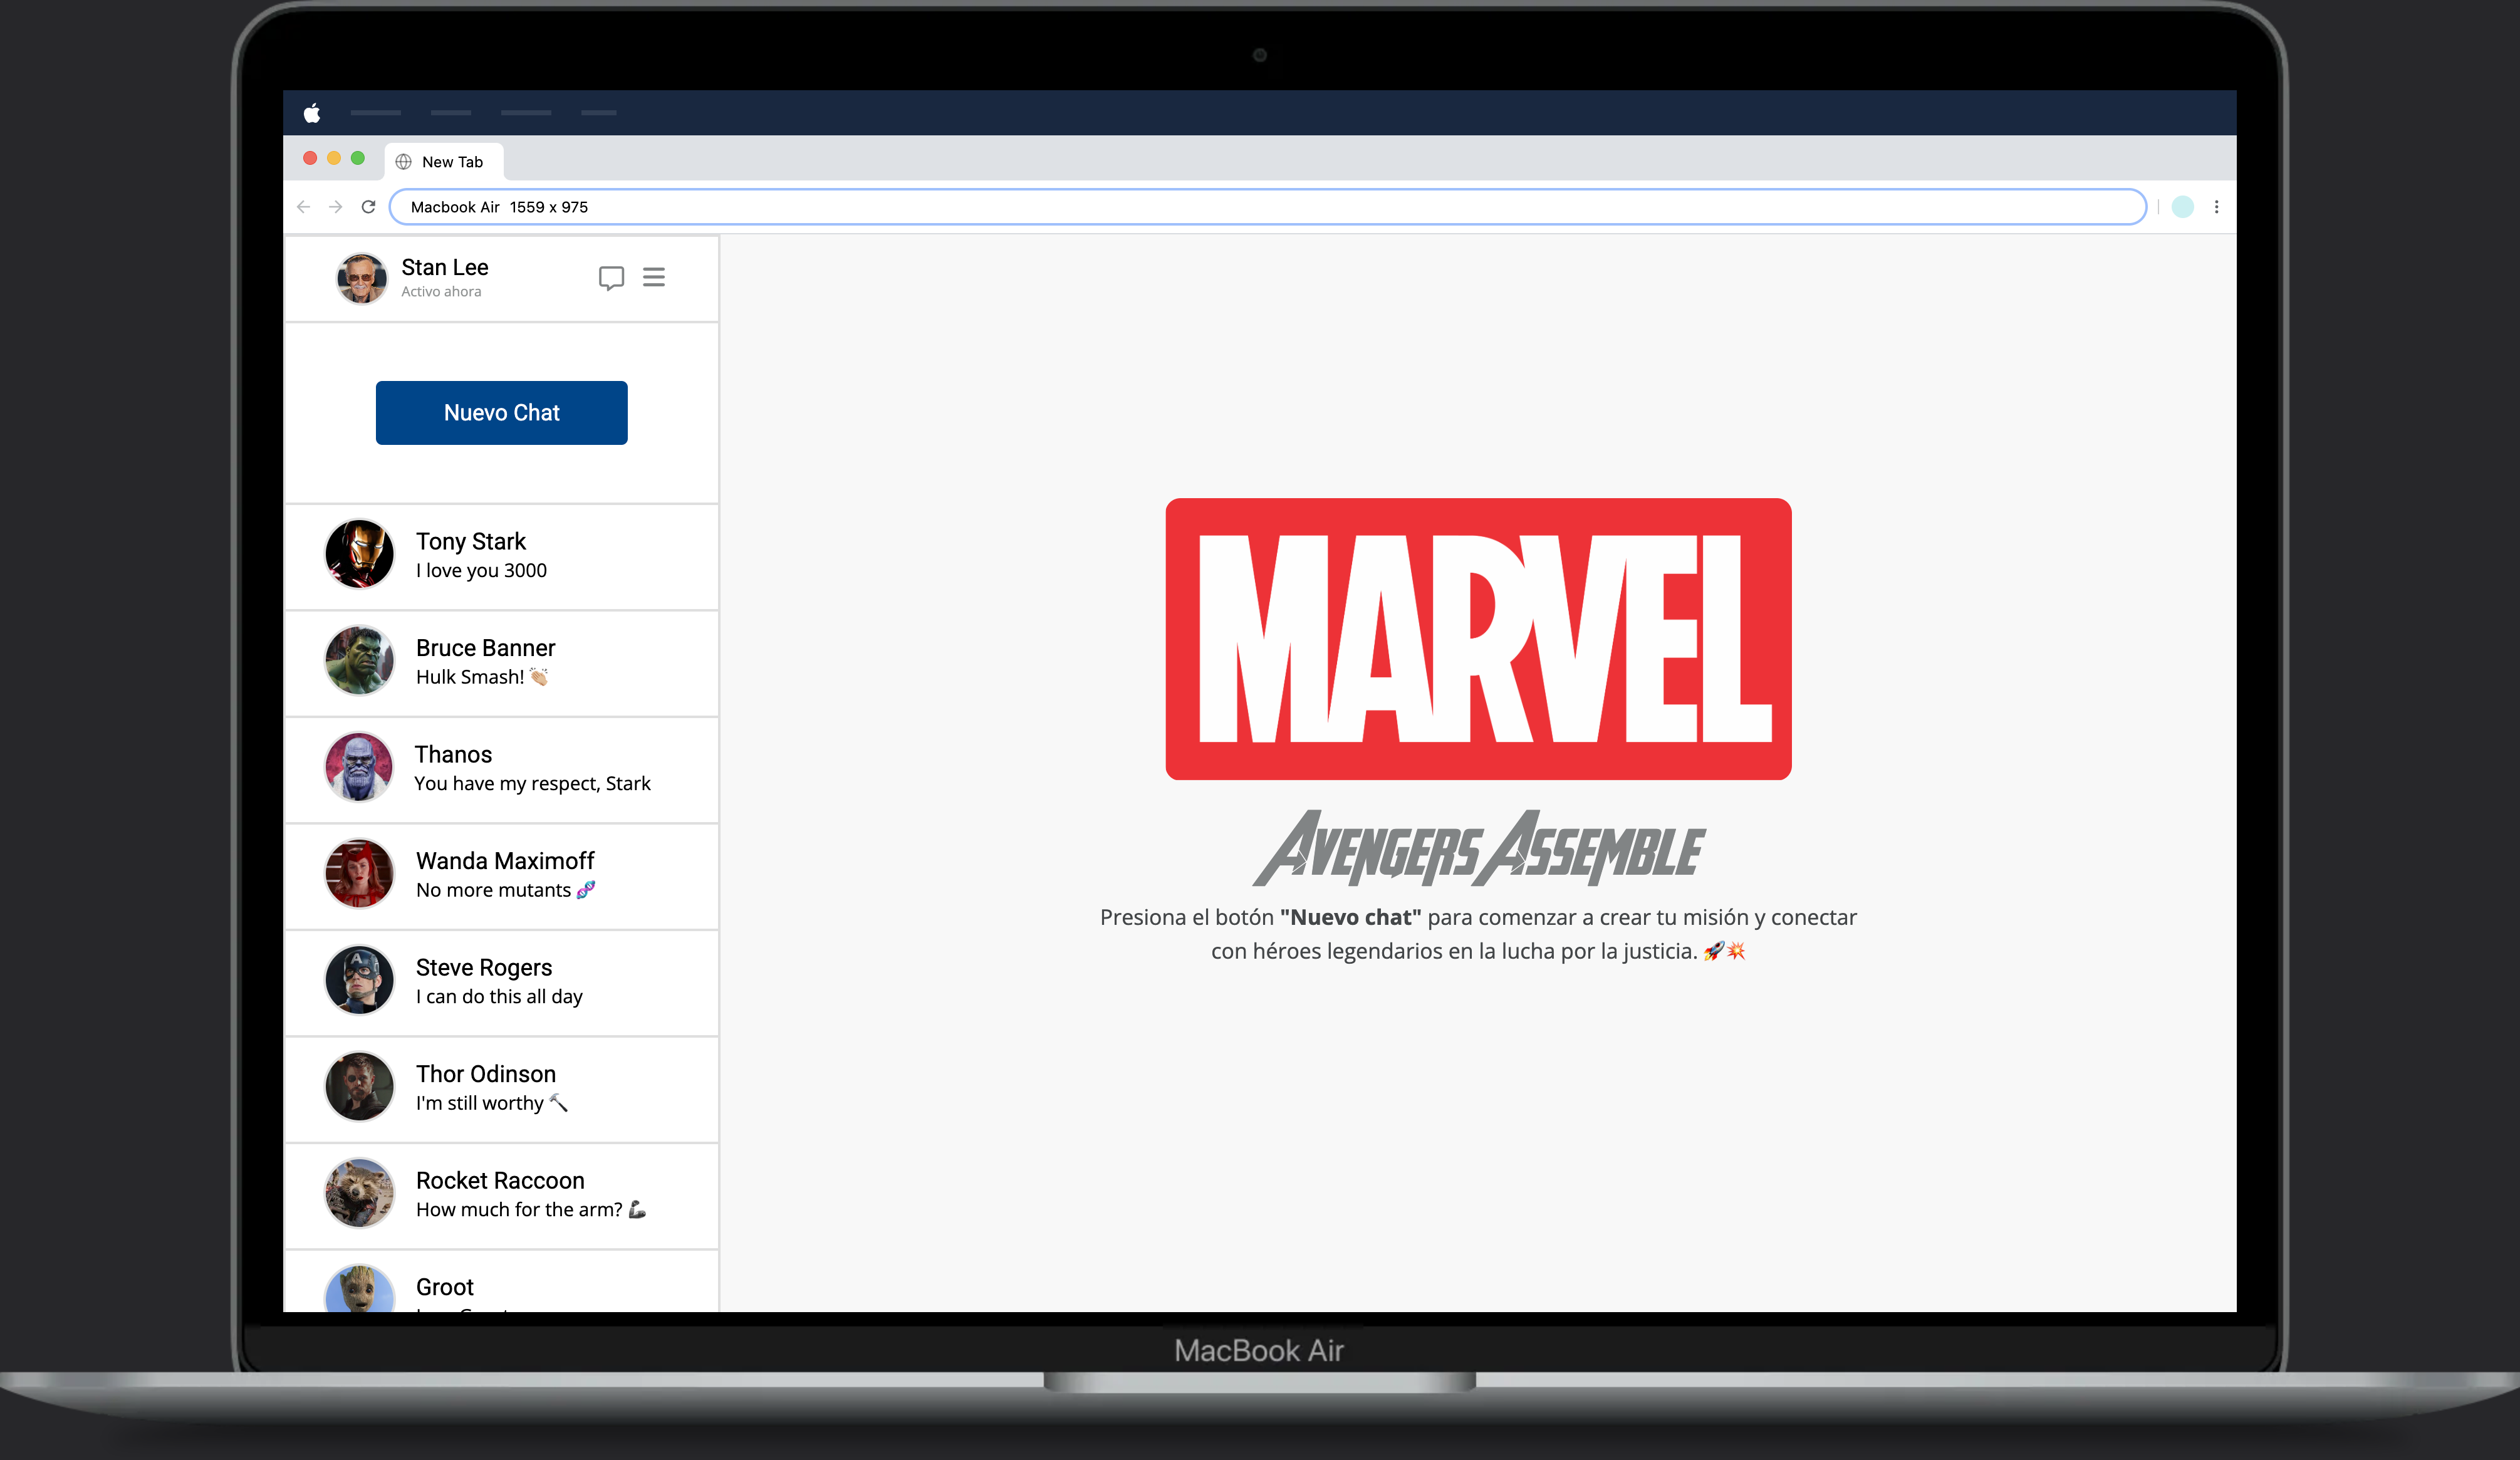 New Tab
Macbook Air 1559 x 975
Stan Lee
Activo ahora
Nuevo Chat
Tony Stark
I love you 3000
Bruce Banner
Hulk Smash! 👏🏼
Thanos
You have my respect, Stark
Wanda Maximoff
No more mutants 🧬
Steve Rogers
I can do this all day
Thor Odinson
I'm still worthy 🔨
Rocket Raccoon
How much for the arm? 🦾
Groot
MARVEL
AVENGERS ASSEMBLE
Presiona el botón "Nuevo chat" para comenzar a crear tu misión y conectar
con héroes legendarios en la lucha por la justicia. 🚀💥
MacBook Air